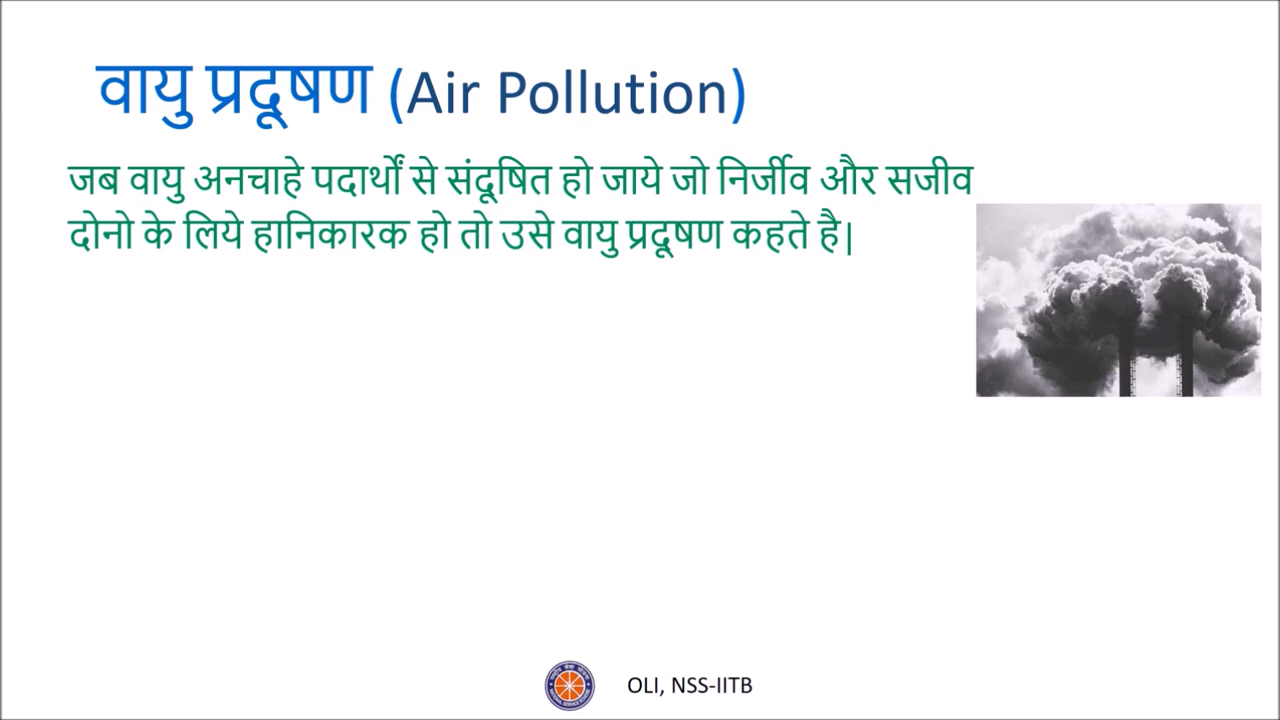 वायु प्रदूषण (Air Pollution)
जब वायु अनचाहे पदार्थों से संदूषित हो जाये जो निर्जीव और सजीव
दोनो के लिये हानिकारक हो तो उसे वायु प्रदूषण कहते है|
OLI, NSS-IITB